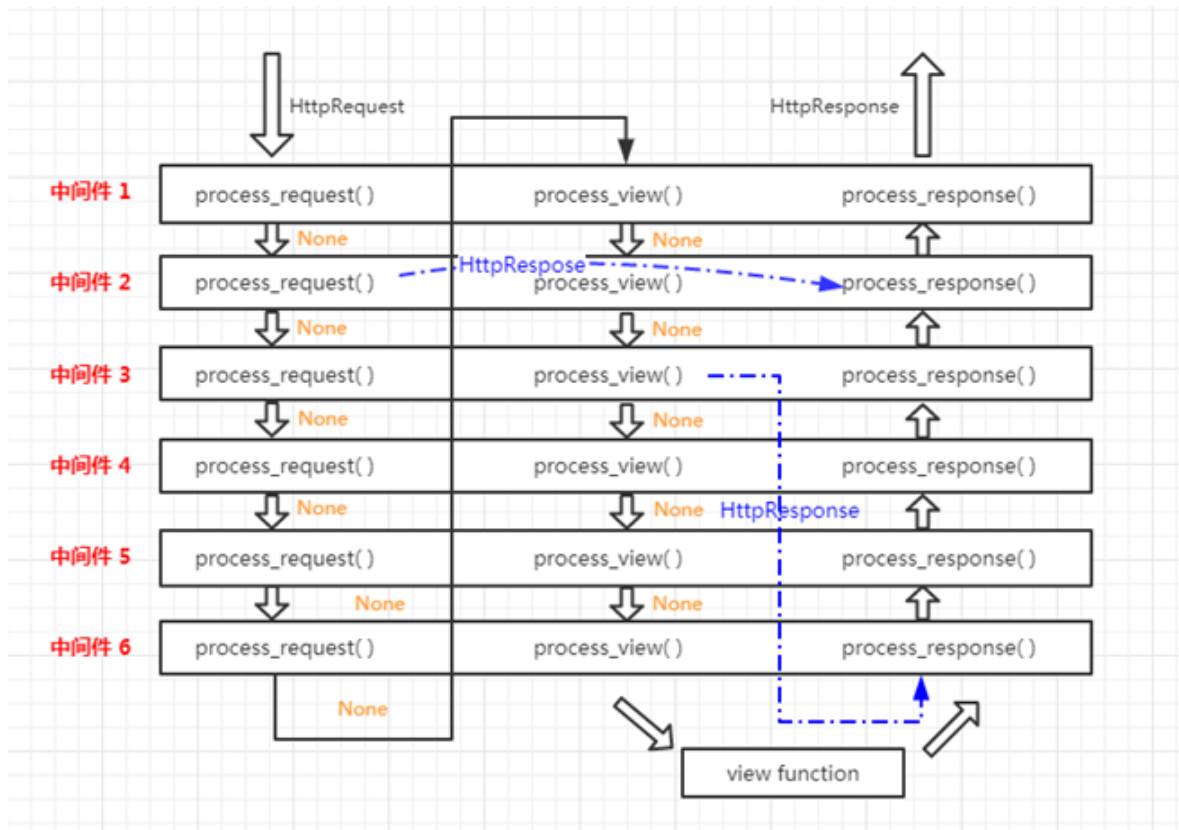 HttpRequest
HttpResponse
中间件 1
process_request( )
process_view( )
process_response( )
None
None
HttpRespose
中间件 2
process_request( )
process_view( )
process_response( )
None
None
中间件 3
process_request( )
process_view( )
process_response( )
None
None
中间件 4
process_request( )
process_view( )
process_response( )
None
None
HttpResponse
中间件 5
process_request( )
process_view( )
process_response( )
None
None
中间件 6
process_request( )
process_view( )
process_response( )
None
view function